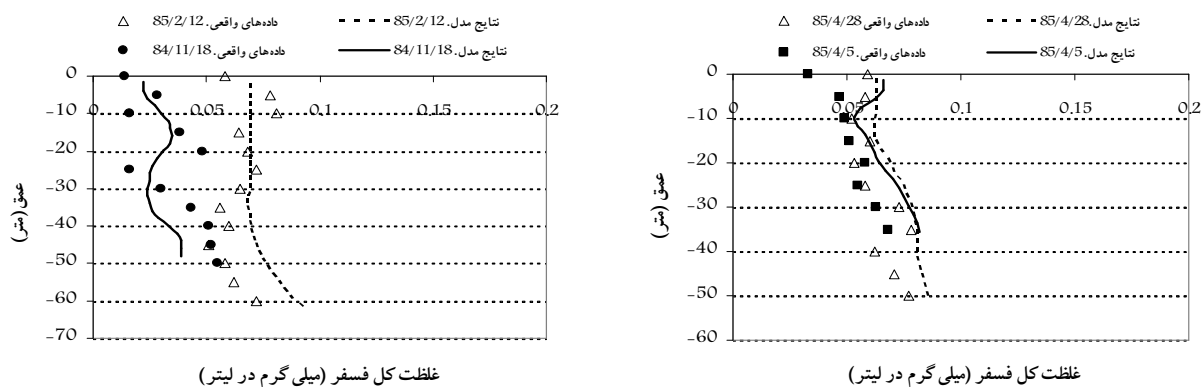 داده‌های واقعی. 85/2/12
نتایج مدل. 85/2/12
داده‌های واقعی. 84/11/18
نتایج مدل. 84/11/18
0 0.05 0.1 0.15 0.2
0
-10
-20
-30
-40
-50
-60
-70
عمق (متر)
غلظت کل فسفر (میلی گرم در لیتر)
داده‌های واقعی. 85/4/28
نتایج مدل. 85/4/28
داده‌های واقعی. 85/4/5
نتایج مدل. 85/4/5
0 0.05 0.1 0.15 0.2
0
-10
-20
-30
-40
-50
-60
عمق (متر)
غلظت کل فسفر (میلی گرم در لیتر)